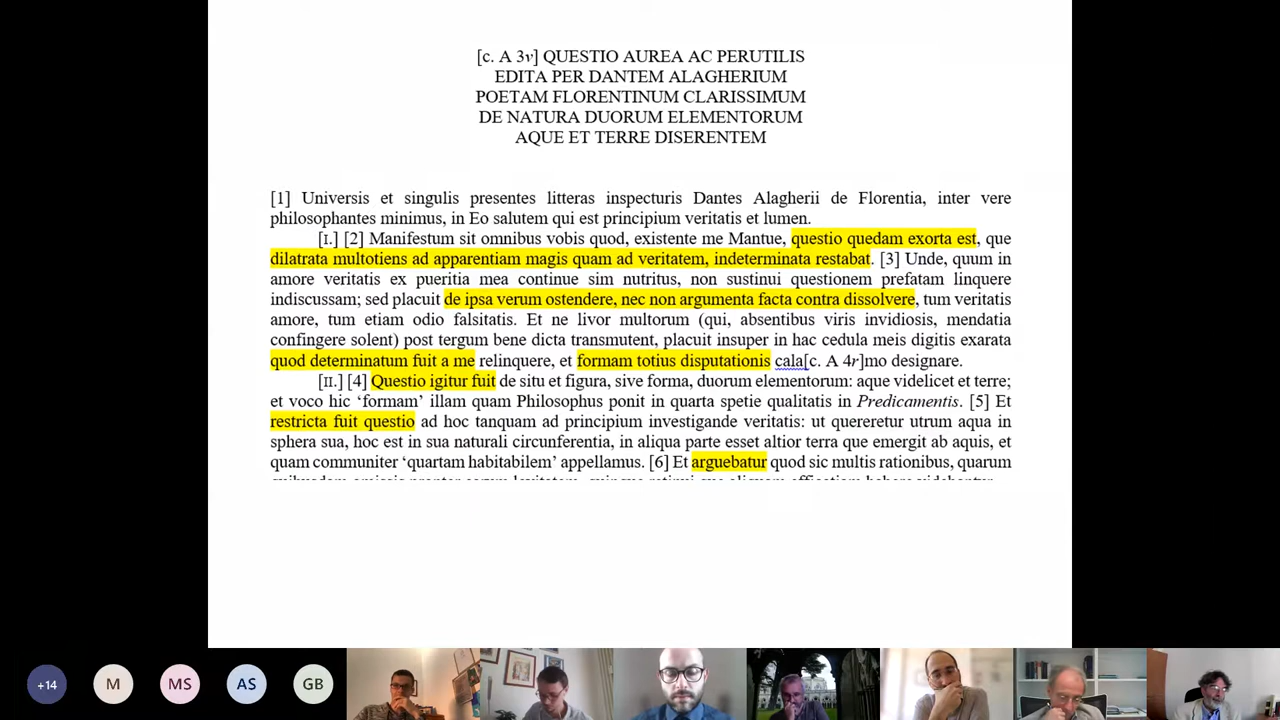 [c. A 3v] QUESTIO AUREA AC PERUTILIS
EDITA PER DANTEM ALAGHERIUM
POETAM FLORENTINUM CLARISSIMUM
DE NATURA DUORUM ELEMENTORUM
AQUE ET TERRE DISERENTEM
[1] Universis et singulis presentes litteras inspecturis Dantes Alagherii de Florentia, inter vere
philosophantes minimus, in Eo salutem qui est principium veritatis et lumen.
[I.] [2] Manifestum sit omnibus vobis quod, existente me Mantue, questio quedam exorta est, que
dilatrata multotiens ad apparentiam magis quam ad veritatem, indeterminata restabat. [3] Unde, quum in
amore veritatis ex pueritia mea continue sim nutritus, non sustinui questionem prefatam linquere
indiscussam; sed placuit de ipsa verum ostendere, nec non argumenta facta contra dissolvere, tum veritatis
amore, tum etiam odio falsitatis. Et ne livor multorum (qui, absentibus viris invidiosis, mendatia
confingere solent) post tergum bene dicta transmutent, placuit insuper in hac cedula meis digitis exarata
quod determinatum fuit a me relinquere, et formam totius disputationis cala[c. A 4r]mo designare.
[II.] [4] Questio igitur fuit de situ et figura, sive forma, duorum elementorum: aque videlicet et terre;
et voco hic ‘formam’ illam quam Philosophus ponit in quarta spetie qualitatis in Predicamentis. [5] Et
restricta fuit questio ad hoc tanquam ad principium investigande veritatis: ut quereretur utrum aqua in
sphera sua, hoc est in sua naturali circunferentia, in aliqua parte esset altior terra que emergit ab aquis, et
quam communiter ‘quartam habitabilem’ appellamus. [6] Et arguebatur quod sic multis rationibus, quarum
+14
M
MS
AS
GB